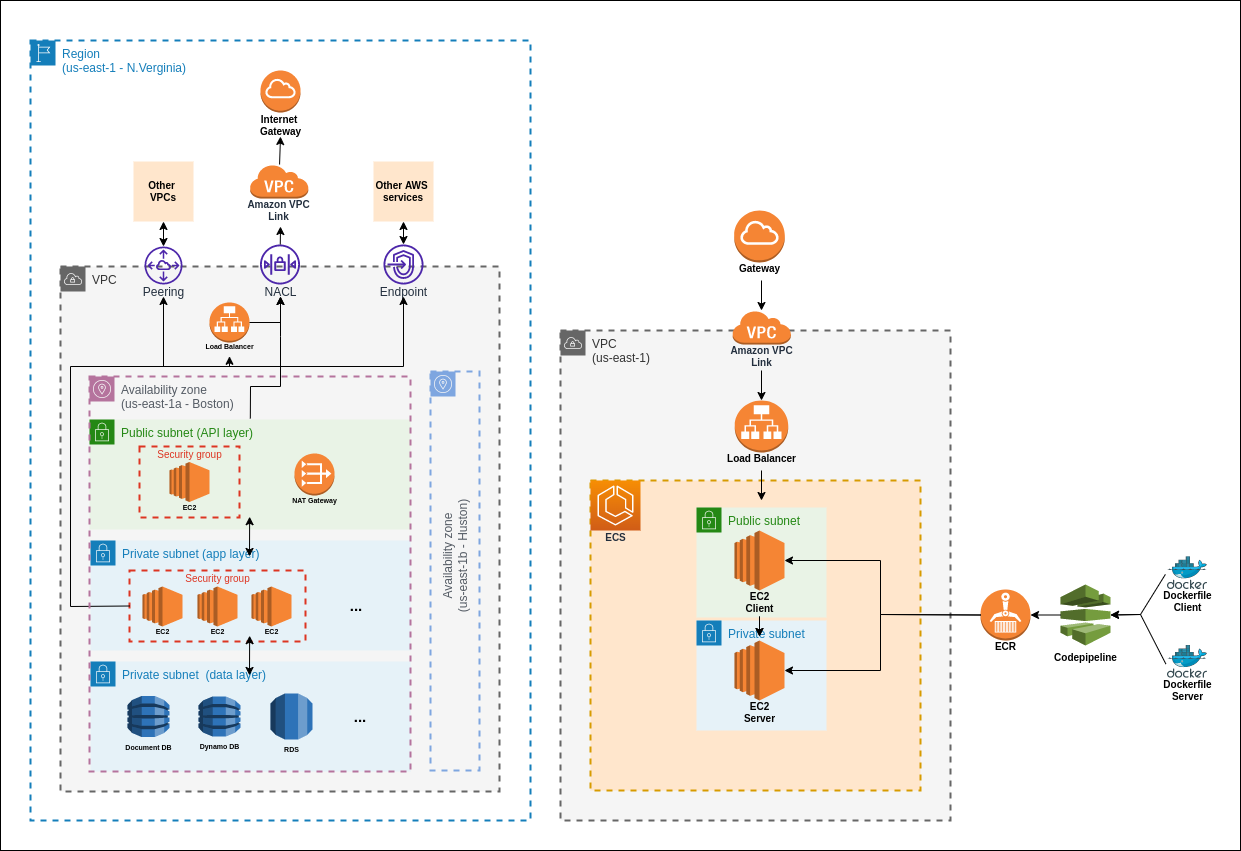 Region
(us-east-1 - N.Verginia)
Internet
Gateway
Other
VPCs
VPC
Amazon VPC
Link
Other AWS
services
VPC
Peering
NACL
Endpoint
Load Balancer
Availability zone
(us-east-1a - Boston)
Public subnet (API layer)
Security group
EC2
NAT Gateway
Private subnet (app layer)
Security group
EC2
EC2
EC2
...
Private subnet  (data layer)
Document DB
Dynamo DB
RDS
...
Availability zone
(us-east-1b - Huston)
Gateway
VPC
(us-east-1)
VPC
Amazon VPC
Link
Load Balancer
ECS
Public subnet
EC2
Client
Private subnet
EC2
Server
ECR
Codepipeline
docker
Dockerfile
Client
docker
Dockerfile
Server